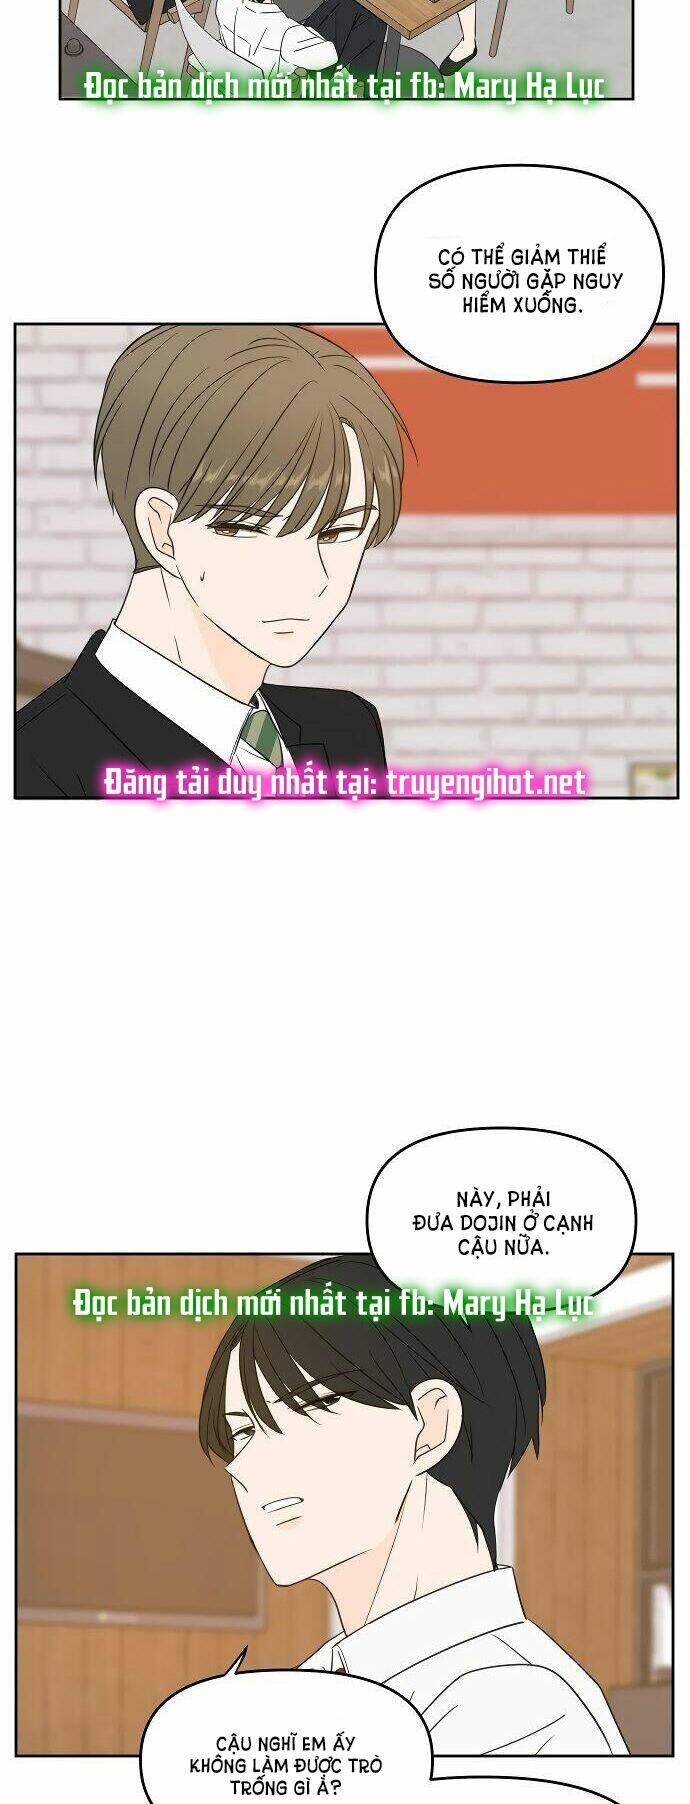 Đọc bản dịch mới nhất tại fb: Mary Hạ Lục
CÓ THỂ GIẢM THIỂ
SỐ NGƯỜI GẶP NGUY
HIỂM XUỐNG.
Đăng tải duy nhất tại: truyengihot.net
NÀY, PHẢI
ĐƯA DOJIN Ở CẠNH
CẬU NỮA.
Đọc bản dịch mới nhất tại fb: Mary Hạ Lục
CẬU NGHĨ EM ẤY
KHÔNG LÀM ĐƯỢC TRÒ
TRỐNG GÌ À?